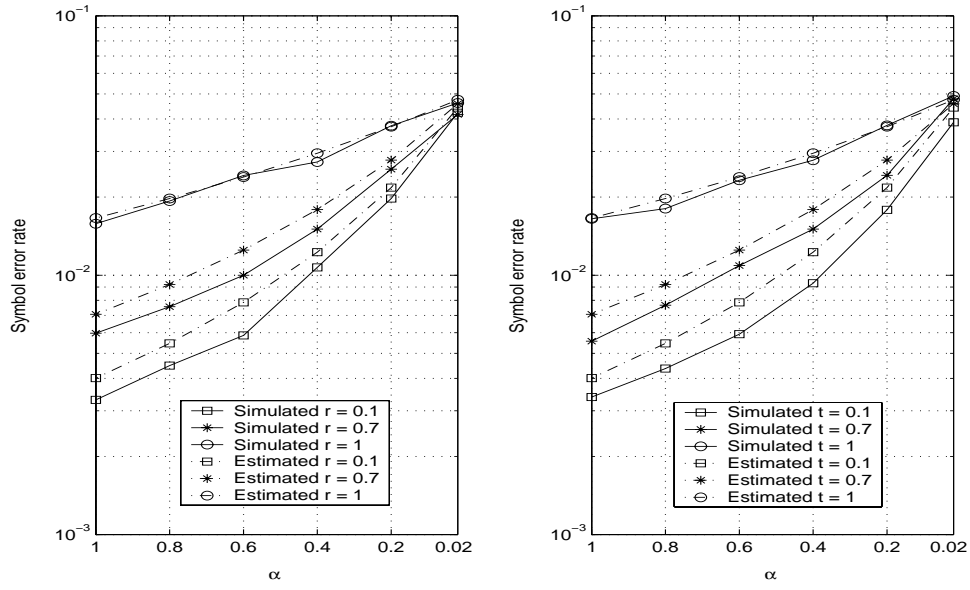 10⁻¹
10⁻²
10⁻³
Symbol error rate
1 0.8 0.6 0.4 0.2 0.02
α
Simulated r = 0.1
Simulated r = 0.7
Simulated r = 1
Estimated r = 0.1
Estimated r = 0.7
Estimated r = 1
10⁻¹
10⁻²
10⁻³
Symbol error rate
1 0.8 0.6 0.4 0.2 0.02
α
Simulated t = 0.1
Simulated t = 0.7
Simulated t = 1
Estimated t = 0.1
Estimated t = 0.7
Estimated t = 1